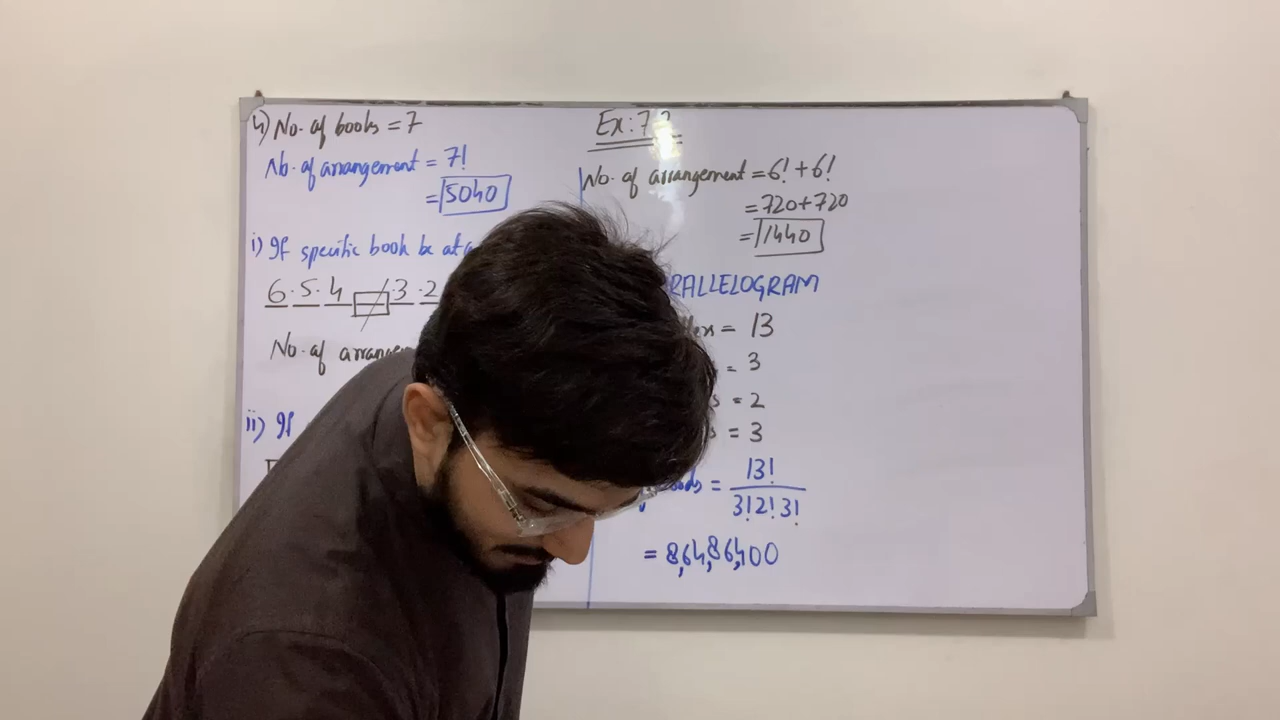 4) No. of books = 7
No. of arrangement = 7!
= 5040
i) If specific book be at
6 · 5 · 4 · 3 · 2
No. of
ii) If
Ex: 7.2
No. of arrangement = 6! + 6!
= 720 + 720
= 1440
RALLELOGRAM
= 13
= 3
= 2
= 3
= 13! / 3! 2! 3!
= 8,64,86,400